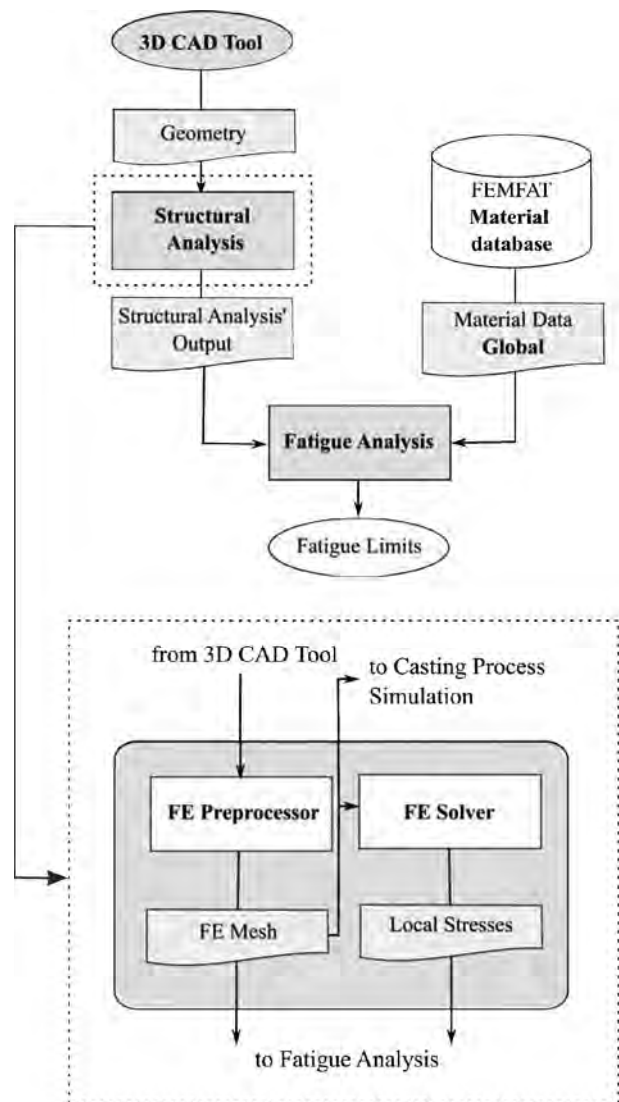 3D CAD Tool
Geometry
Structural
Analysis
FEMFAT
Material
database
Structural Analysis'
Output
Material Data
Global
Fatigue Analysis
Fatigue Limits
from 3D CAD Tool
to Casting Process
Simulation
FE Preprocessor
FE Solver
FE Mesh
Local Stresses
to Fatigue Analysis